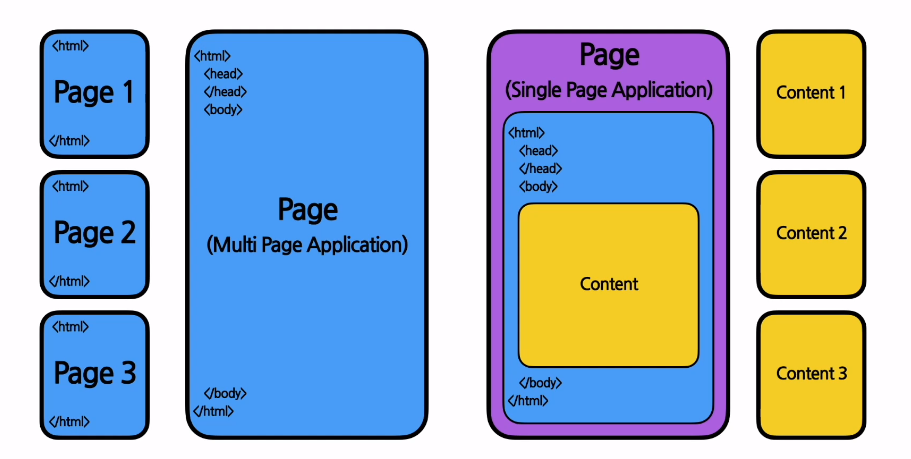 <html>
Page 1
</html>
<html>
Page 2
</html>
<html>
Page 3
</html>
<html>
<head>
</head>
<body>
Page
(Multi Page Application)
</body>
</html>
Page
(Single Page Application)
<html>
<head>
</head>
<body>
Content
</body>
</html>
Content 1
Content 2
Content 3